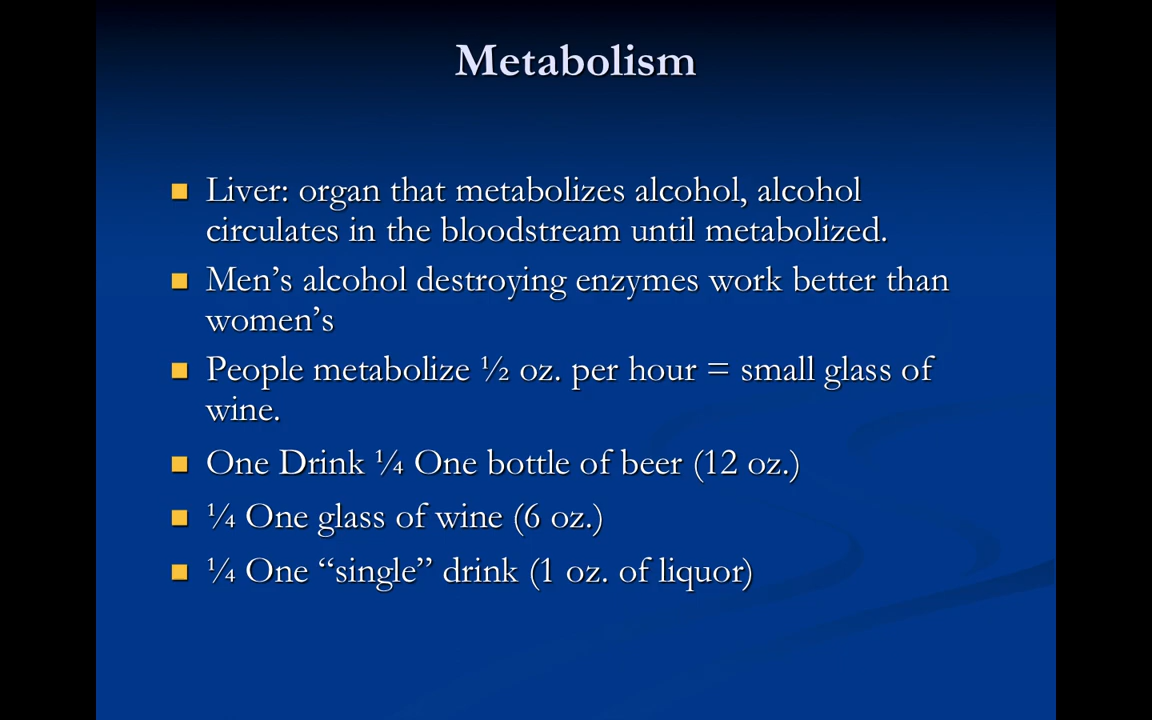 Metabolism
Liver: organ that metabolizes alcohol, alcohol
circulates in the bloodstream until metabolized.
Men’s alcohol destroying enzymes work better than
women’s
People metabolize ½ oz. per hour = small glass of
wine.
One Drink ¼ One bottle of beer (12 oz.)
¼ One glass of wine (6 oz.)
¼ One “single” drink (1 oz. of liquor)